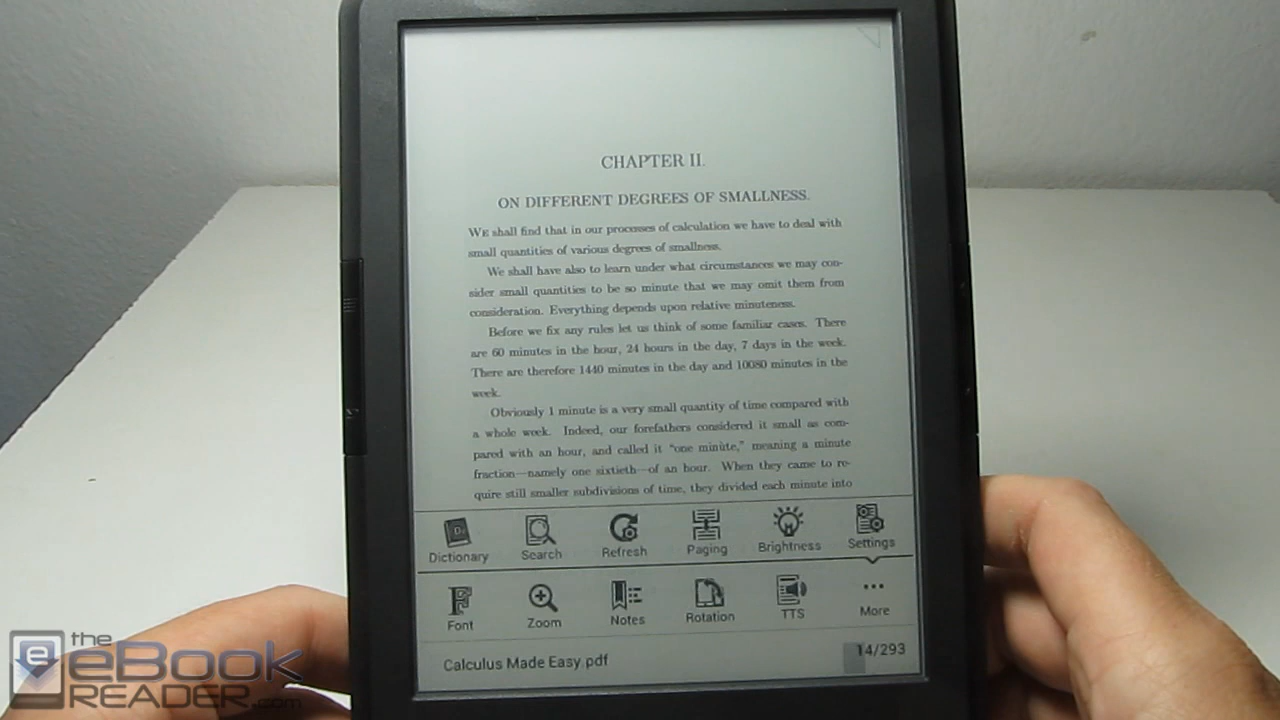 CHAPTER II.
ON DIFFERENT DEGREES OF SMALLNESS.
WE shall find that in our processes of calculation we have to deal with
small quantities of various degrees of smallness.
We shall have also to learn under what circumstances we may con-
sider small quantities to be so minute that we may omit them from
consideration. Everything depends upon relative minuteness.
Before we fix any rules let us think of some familiar cases. There
are 60 minutes in the hour, 24 hours in the day, 7 days in the week.
There are therefore 1440 minutes in the day and 10080 minutes in the
week.
Obviously 1 minute is a very small quantity of time compared with
a whole week. Indeed, our forefathers considered it small as com-
pared with an hour, and called it “one minùte,” meaning a minute
fraction—namely one sixtieth—of an hour. When they came to re-
quire still smaller subdivisions of time, they divided each minute into
Dictionary Search Refresh Paging Brightness Settings
Font Zoom Notes Rotation TTS More
Calculus Made Easy.pdf 14/293
the
eBook
READER.com